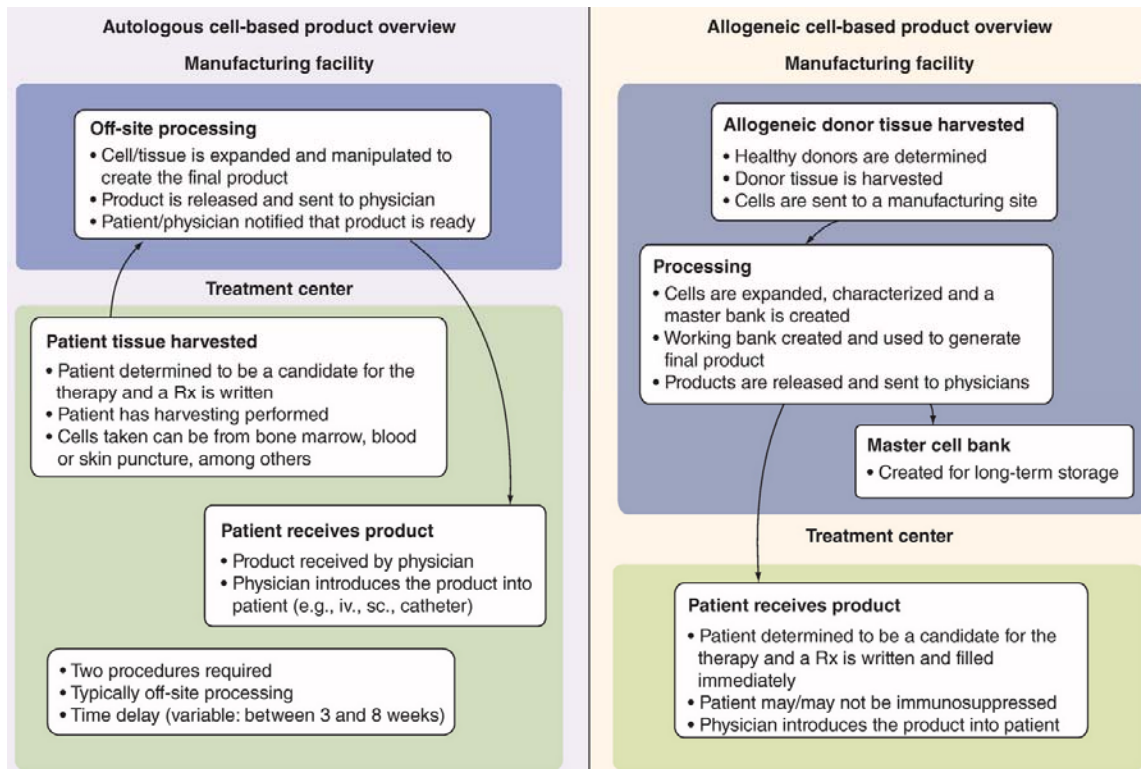 Autologous cell-based product overview
Manufacturing facility
Off-site processing
• Cell/tissue is expanded and manipulated to
create the final product
• Product is released and sent to physician
• Patient/physician notified that product is ready
Treatment center
Patient tissue harvested
• Patient determined to be a candidate for the
therapy and a Rx is written
• Patient has harvesting performed
• Cells taken can be from bone marrow, blood
or skin puncture, among others
Patient receives product
• Product received by physician
• Physician introduces the product into
patient (e.g., iv., sc., catheter)
• Two procedures required
• Typically off-site processing
• Time delay (variable: between 3 and 8 weeks)
Allogeneic cell-based product overview
Manufacturing facility
Allogeneic donor tissue harvested
• Healthy donors are determined
• Donor tissue is harvested
• Cells are sent to a manufacturing site
Processing
• Cells are expanded, characterized and a
master bank is created
• Working bank created and used to generate
final product
• Products are released and sent to physicians
Master cell bank
• Created for long-term storage
Treatment center
Patient receives product
• Patient determined to be a candidate for the
therapy and a Rx is written and filled
immediately
• Patient may/may not be immunosuppressed
• Physician introduces the product into patient